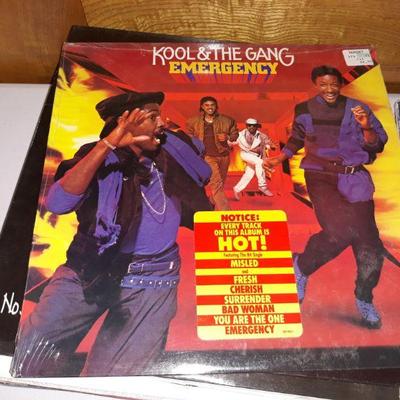 KOOL & THE GANG
EMERGENCY
NOTICE:
EVERY TRACK
ON THIS ALBUM IS
HOT!
Featuring The Hit Single
MISLED
and
FRESH
CHERISH
SURRENDER
BAD WOMAN
YOU ARE THE ONE
EMERGENCY
No.